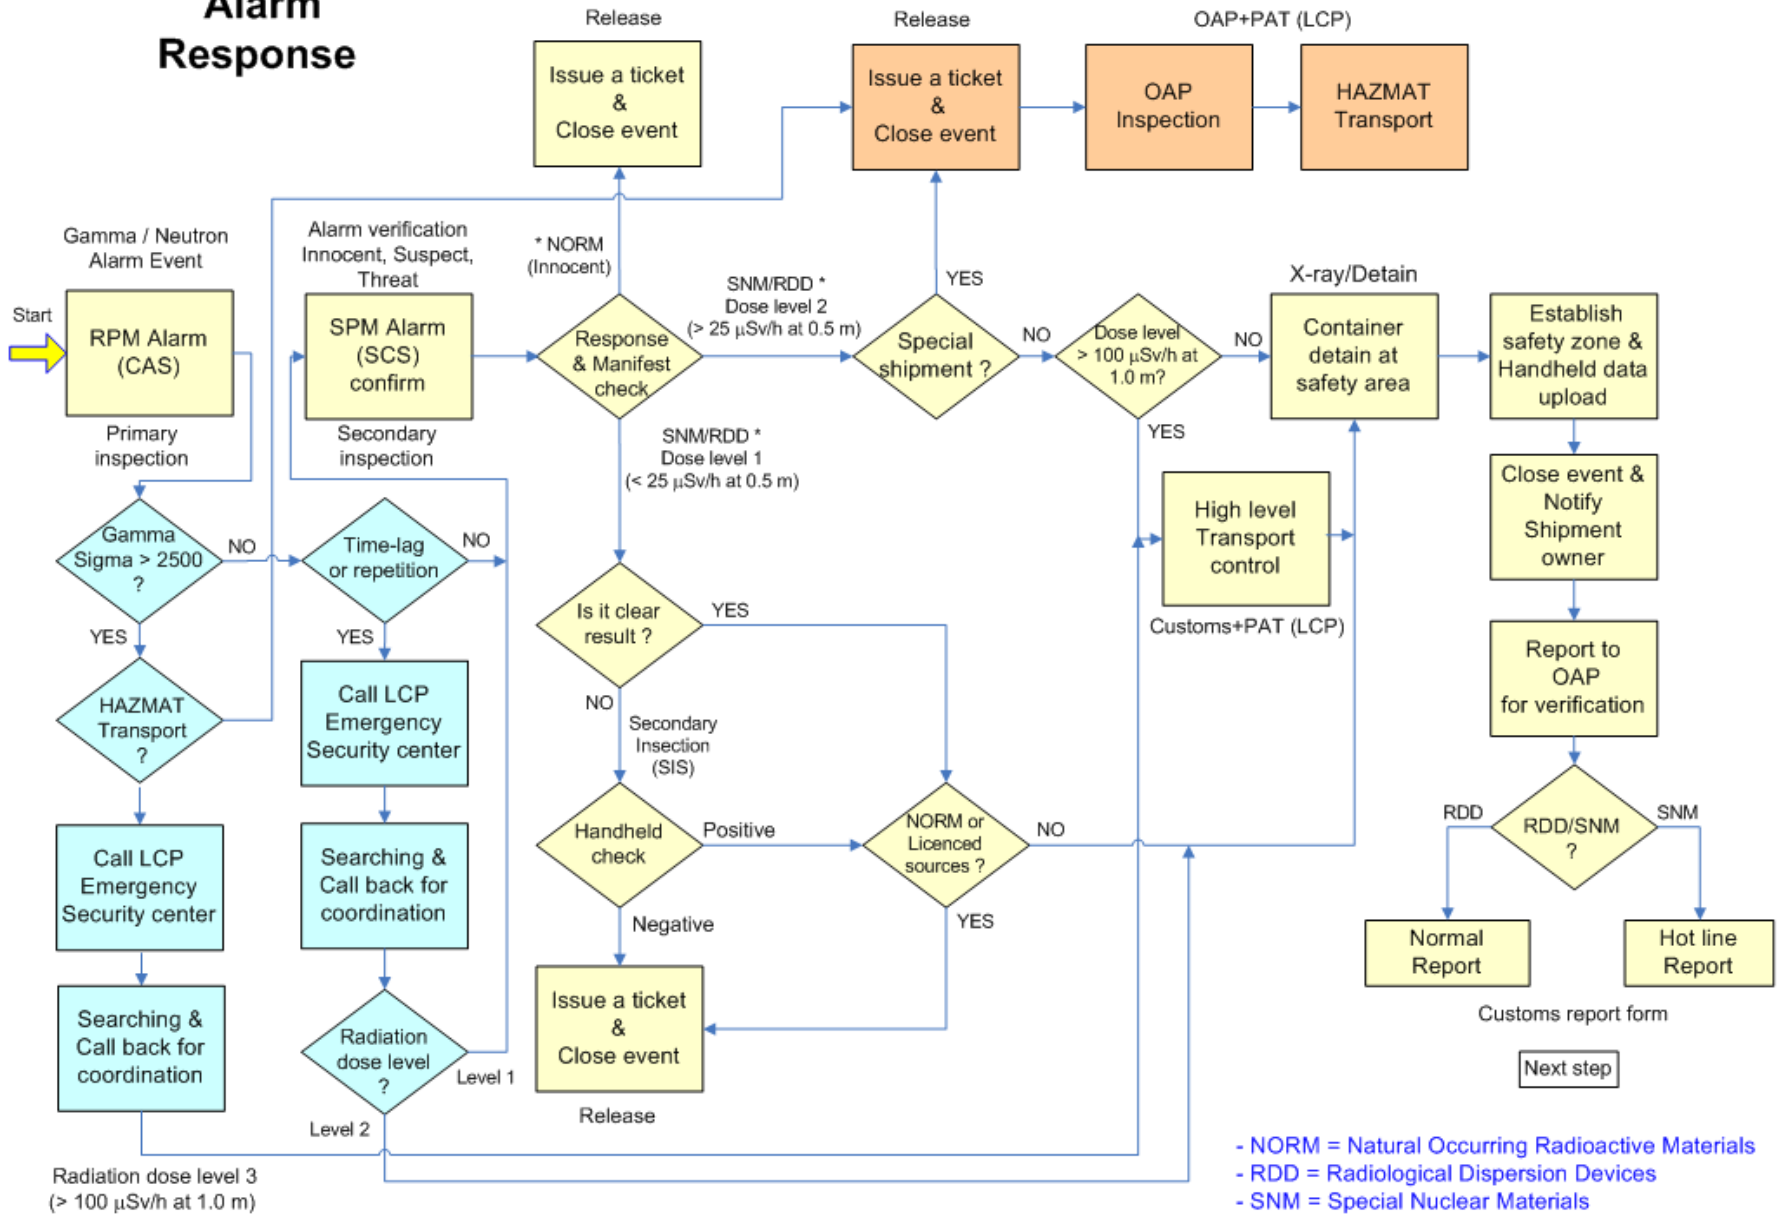 Alarm
Response
Release
Issue a ticket
&
Close event
Release
Issue a ticket
&
Close event
OAP+PAT (LCP)
OAP
Inspection
HAZMAT
Transport
Gamma / Neutron
Alarm Event
Start
RPM Alarm
(CAS)
Primary
inspection
Alarm verification
Innocent, Suspect,
Threat
SPM Alarm
(SCS)
confirm
Secondary
inspection
* NORM
(Innocent)
Response
& Manifest
check
SNM/RDD *
Dose level 2
(> 25 μSv/h at 0.5 m)
YES
Special
shipment ?
NO
Dose level
> 100 μSv/h at
1.0 m?
NO
YES
X-ray/Detain
Container
detain at
safety area
Establish
safety zone &
Handheld data
upload
SNM/RDD *
Dose level 1
(< 25 μSv/h at 0.5 m)
High level
Transport
control
Customs+PAT (LCP)
Close event &
Notify
Shipment
owner
Gamma
Sigma > 2500
?
NO
YES
Time-lag
or repetition
NO
YES
Is it clear
result ?
YES
NO
Secondary
Insection
(SIS)
Report to
OAP
for verification
HAZMAT
Transport
?
Call LCP
Emergency
Security center
Handheld
check
Positive
Negative
NORM or
Licenced
sources ?
NO
YES
RDD
RDD/SNM
?
SNM
Call LCP
Emergency
Security center
Searching &
Call back for
coordination
Normal
Report
Hot line
Report
Customs report form
Searching &
Call back for
coordination
Radiation
dose level
?
Level 1
Level 2
Issue a ticket
&
Close event
Release
Next step
Radiation dose level 3
(> 100 μSv/h at 1.0 m)
- NORM = Natural Occurring Radioactive Materials
- RDD = Radiological Dispersion Devices
- SNM = Special Nuclear Materials